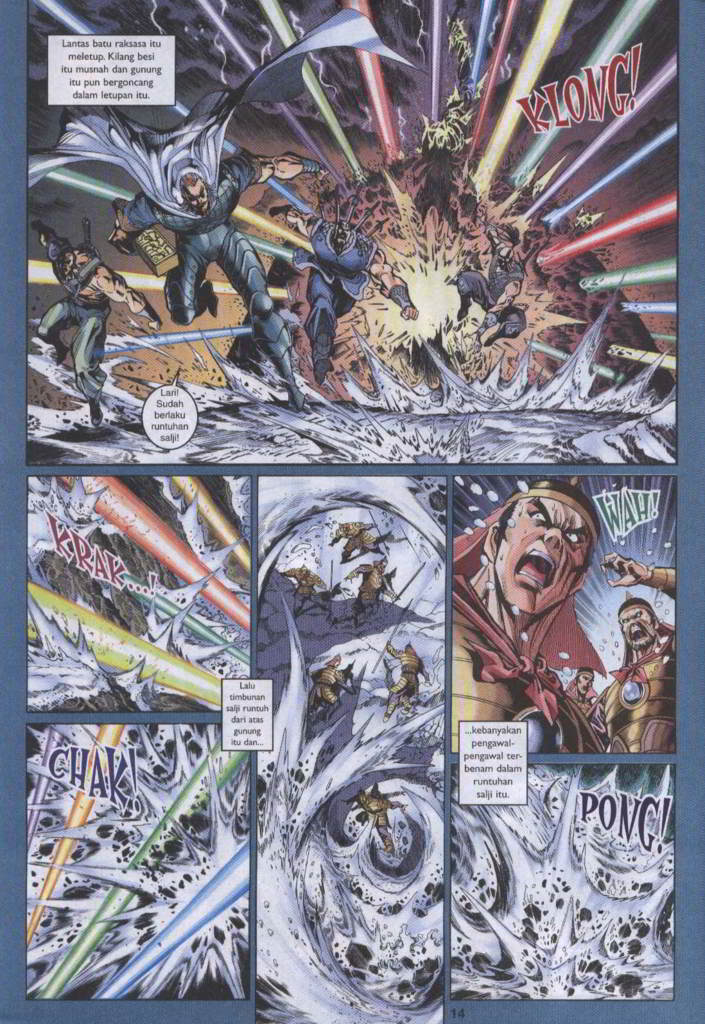 Lantas batu raksasa itu
meletup. Kilang besi
itu musnah dan gunung
itu pun bergoncang
dalam letupan itu.
KLONG!
Lari!
Sudah
berlaku
runtuhan
salji!
KRAK...!
Lalu
timbunan
salji runtuh
dari atas
gunung
itu dan...
WAH!
...kebanyakan
pengawal-
pengawal ter-
benam dalam
runtuhan
salji itu.
CHAK!
PONG!
14